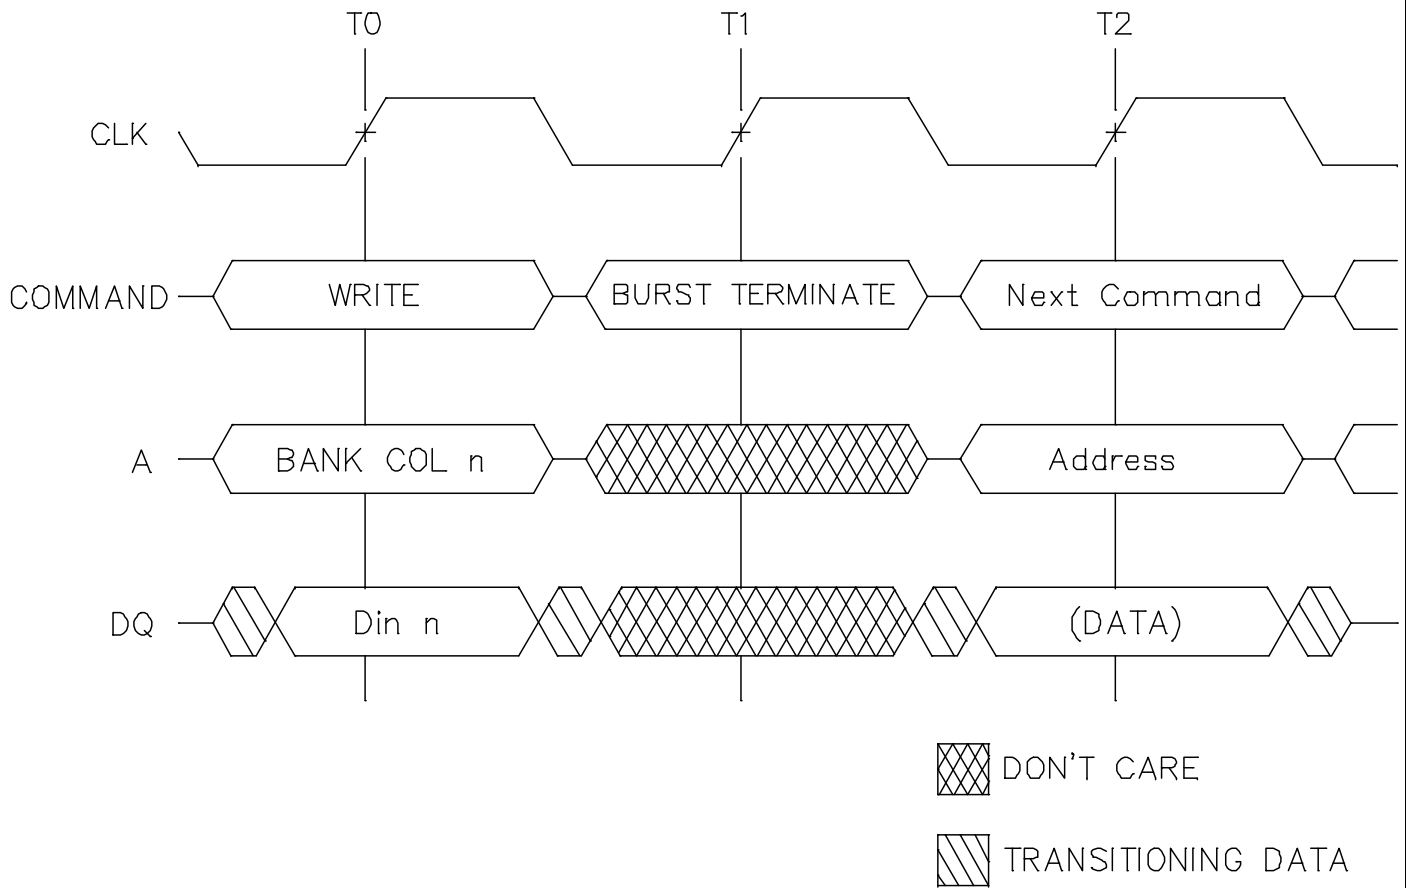 T0 T1 T2
CLK
COMMAND WRITE BURST TERMINATE Next Command
A BANK COL n Address
DQ Din n (DATA)
DON'T CARE
TRANSITIONING DATA